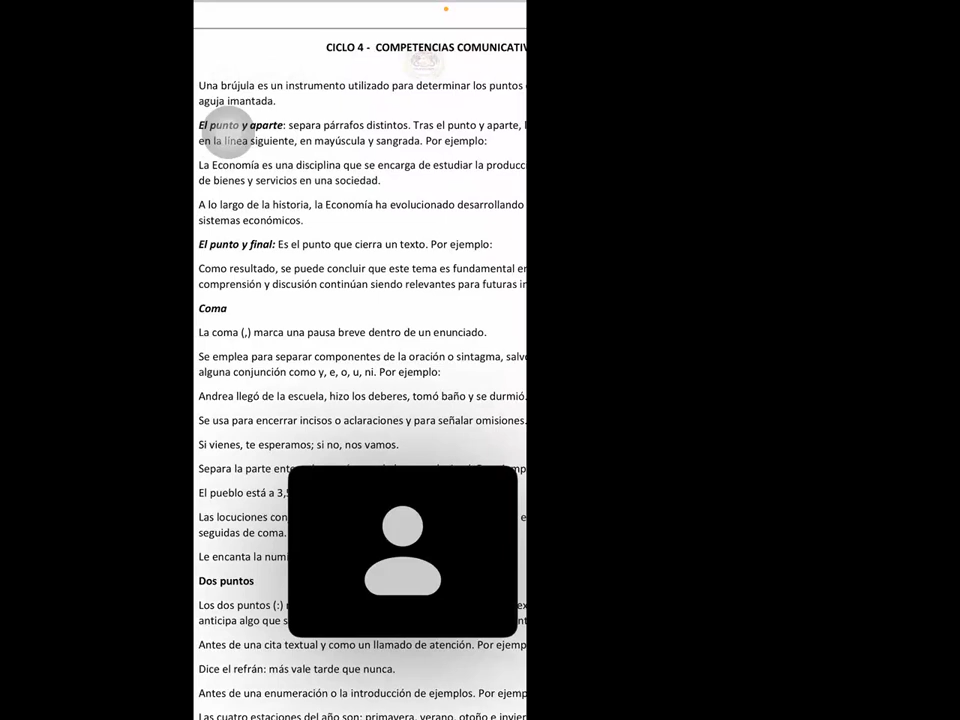 CICLO 4 - COMPETENCIAS
Una brújula es un instrumento utilizado para determinar los puntos
aguja imantada.
El punto y aparte: separa párrafos distintos. Tras el punto y aparte,
en la línea siguiente, en mayúscula y sangrada. Por ejemplo:
La Economía es una disciplina que se encarga de estudiar la
de bienes y servicios en una sociedad.
A lo largo de la historia, la Economía ha evolucionado desarrollando
sistemas económicos.
El punto y final: Es el punto que cierra un texto. Por ejemplo:
Como resultado, se puede concluir que este tema es fundamental
comprensión y discusión continúan siendo relevantes para futuras
Coma
La coma (,) marca una pausa breve dentro de un enunciado.
Se emplea para separar componentes de la oración o sintagma,
alguna conjunción como y, e, o, u, ni. Por ejemplo:
Andrea llegó de la escuela, hizo los deberes, tomó baño y se durmió.
Se usa para encerrar incisos o aclaraciones y para señalar omisiones.
Si vienes, te esperamos; si no, nos vamos.
Separa la parte
El pueblo está a
Las locuciones
seguidas de coma.
Le encanta la
Dos puntos
Los dos puntos (:)
anticipa algo que
Antes de una cita textual y como un llamado de atención. Por
Dice el refrán: más vale tarde que nunca.
Antes de una enumeración o la introducción de ejemplos. Por
Las cuatro estaciones del año son: primavera, verano, otoño e